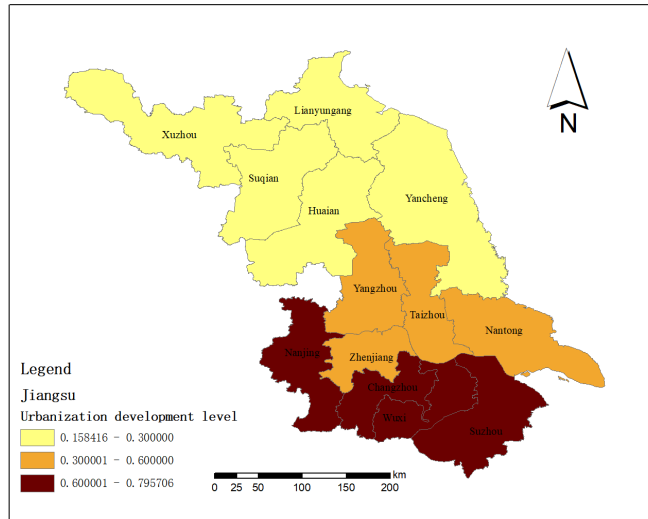 Lianyungang
Xuzhou
Suqian
Huaian
Yancheng
Yangzhou
Taizhou
Nantong
Nanjing
Zhenjiang
Changzhou
Wuxi
Suzhou
N
Legend
Jiangsu
Urbanization development level
0.158416 - 0.300000
0.300001 - 0.600000
0.600001 - 0.795706
km
0 25 50 100 150 200